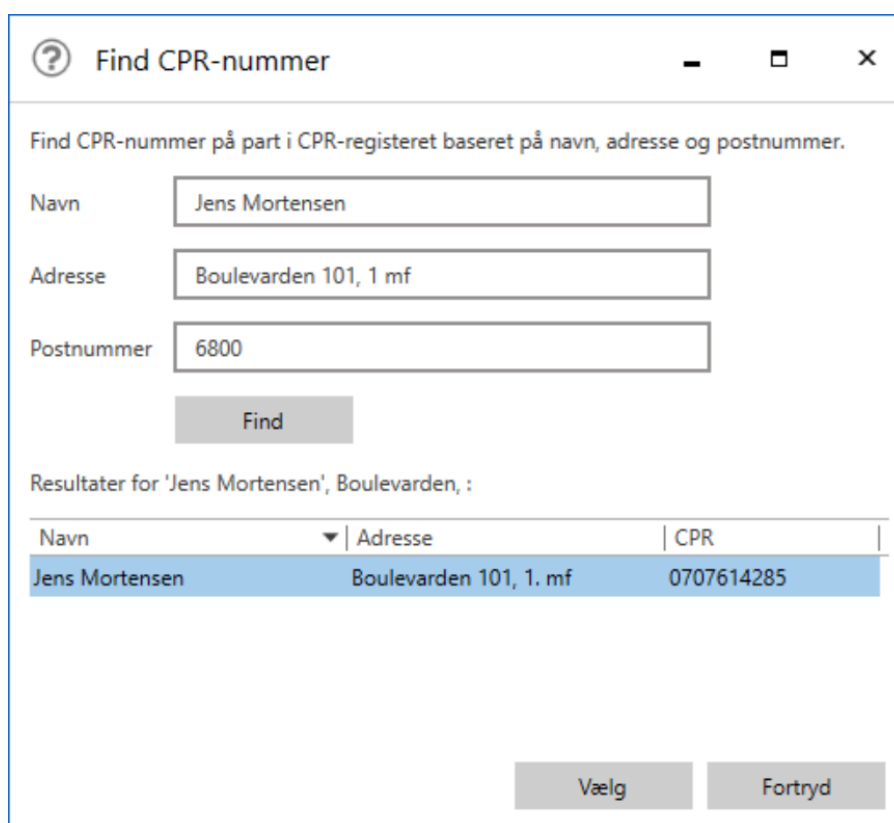 Find CPR-nummer
Find CPR-nummer på part i CPR-registeret baseret på navn, adresse og postnummer.
Navn Jens Mortensen
Adresse Boulevarden 101, 1 mf
Postnummer 6800
Find
Resultater for 'Jens Mortensen', Boulevarden, :
Navn Adresse CPR
Jens Mortensen Boulevarden 101, 1. mf 0707614285
Vælg Fortryd